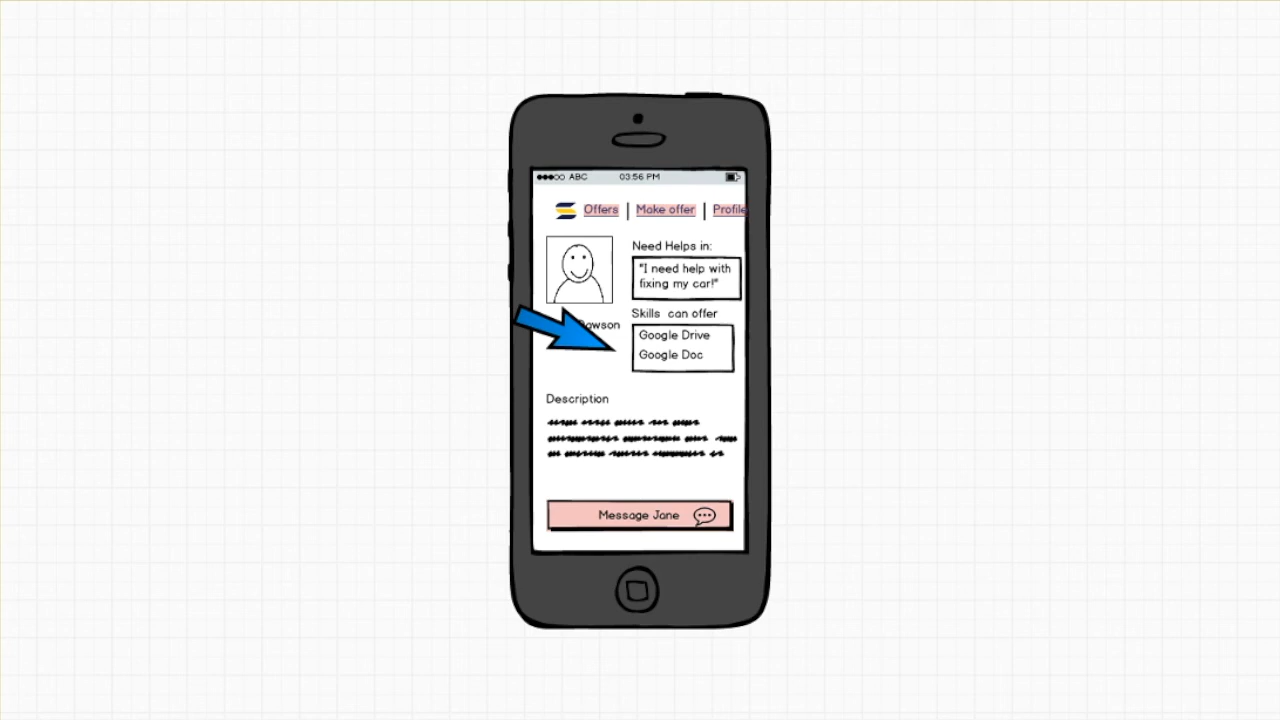 ABC 03:56 PM
Offers | Make offer | Profile
Need Helps in:
"I need help with
fixing my car!"
Skills can offer
Google Drive
Google Doc
Description
Message Jane